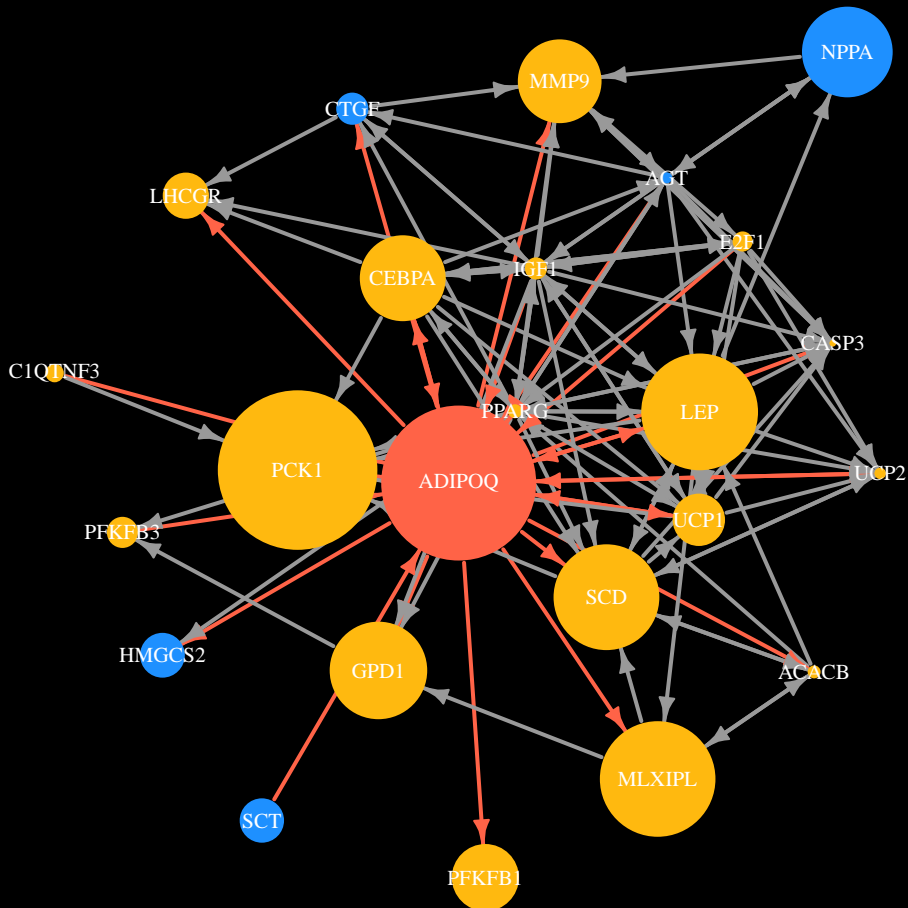 NPPA
MMP9
CTGF
AGT
LHCGR
E2F1
IGF1
CEBPA
CASP3
C1QTNF3
PPARG
LEP
PCK1
ADIPOQ
UCP2
UCP1
PFKFB3
SCD
HMGCS2
GPD1
ACACB
MLXIPL
SCT
PFKFB1